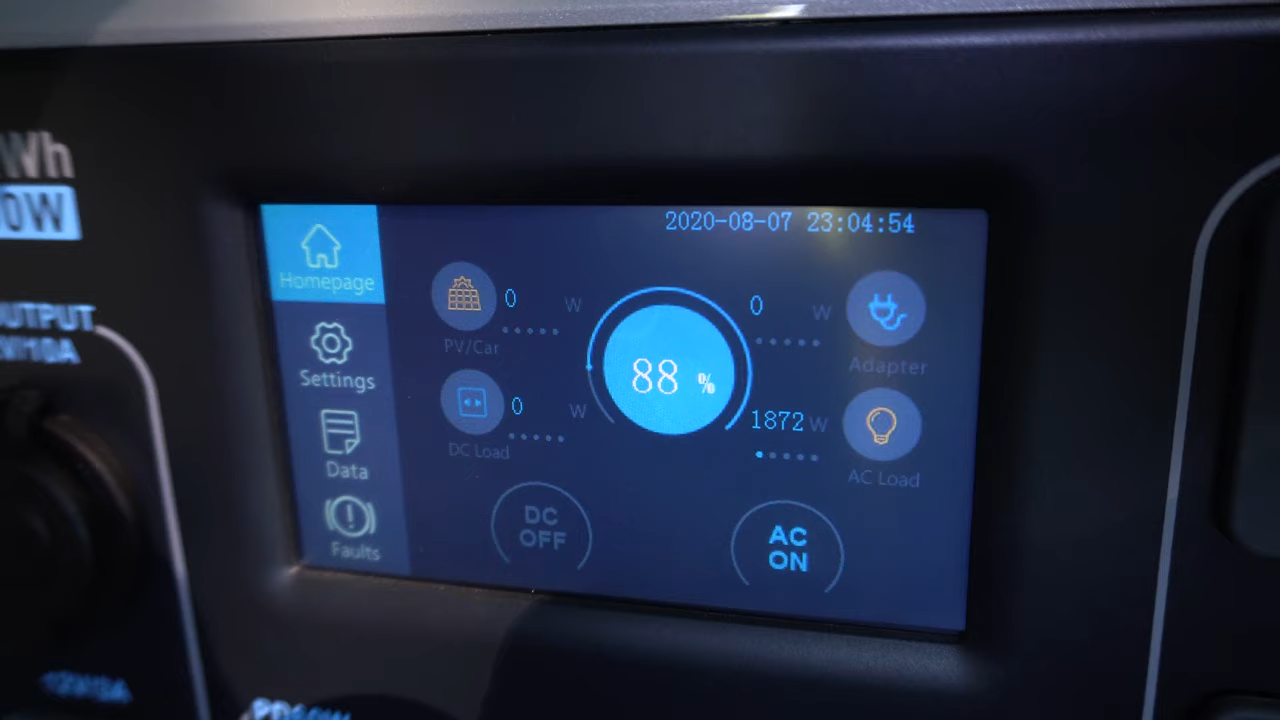 Wh
0W
OUTPUT
Homepage
Settings
Data
Faults
2020-08-07 23:04:54
0 W
PV/Car
0 W
DC Load
88 %
0 W
Adapter
1872 W
AC Load
DC
OFF
AC
ON